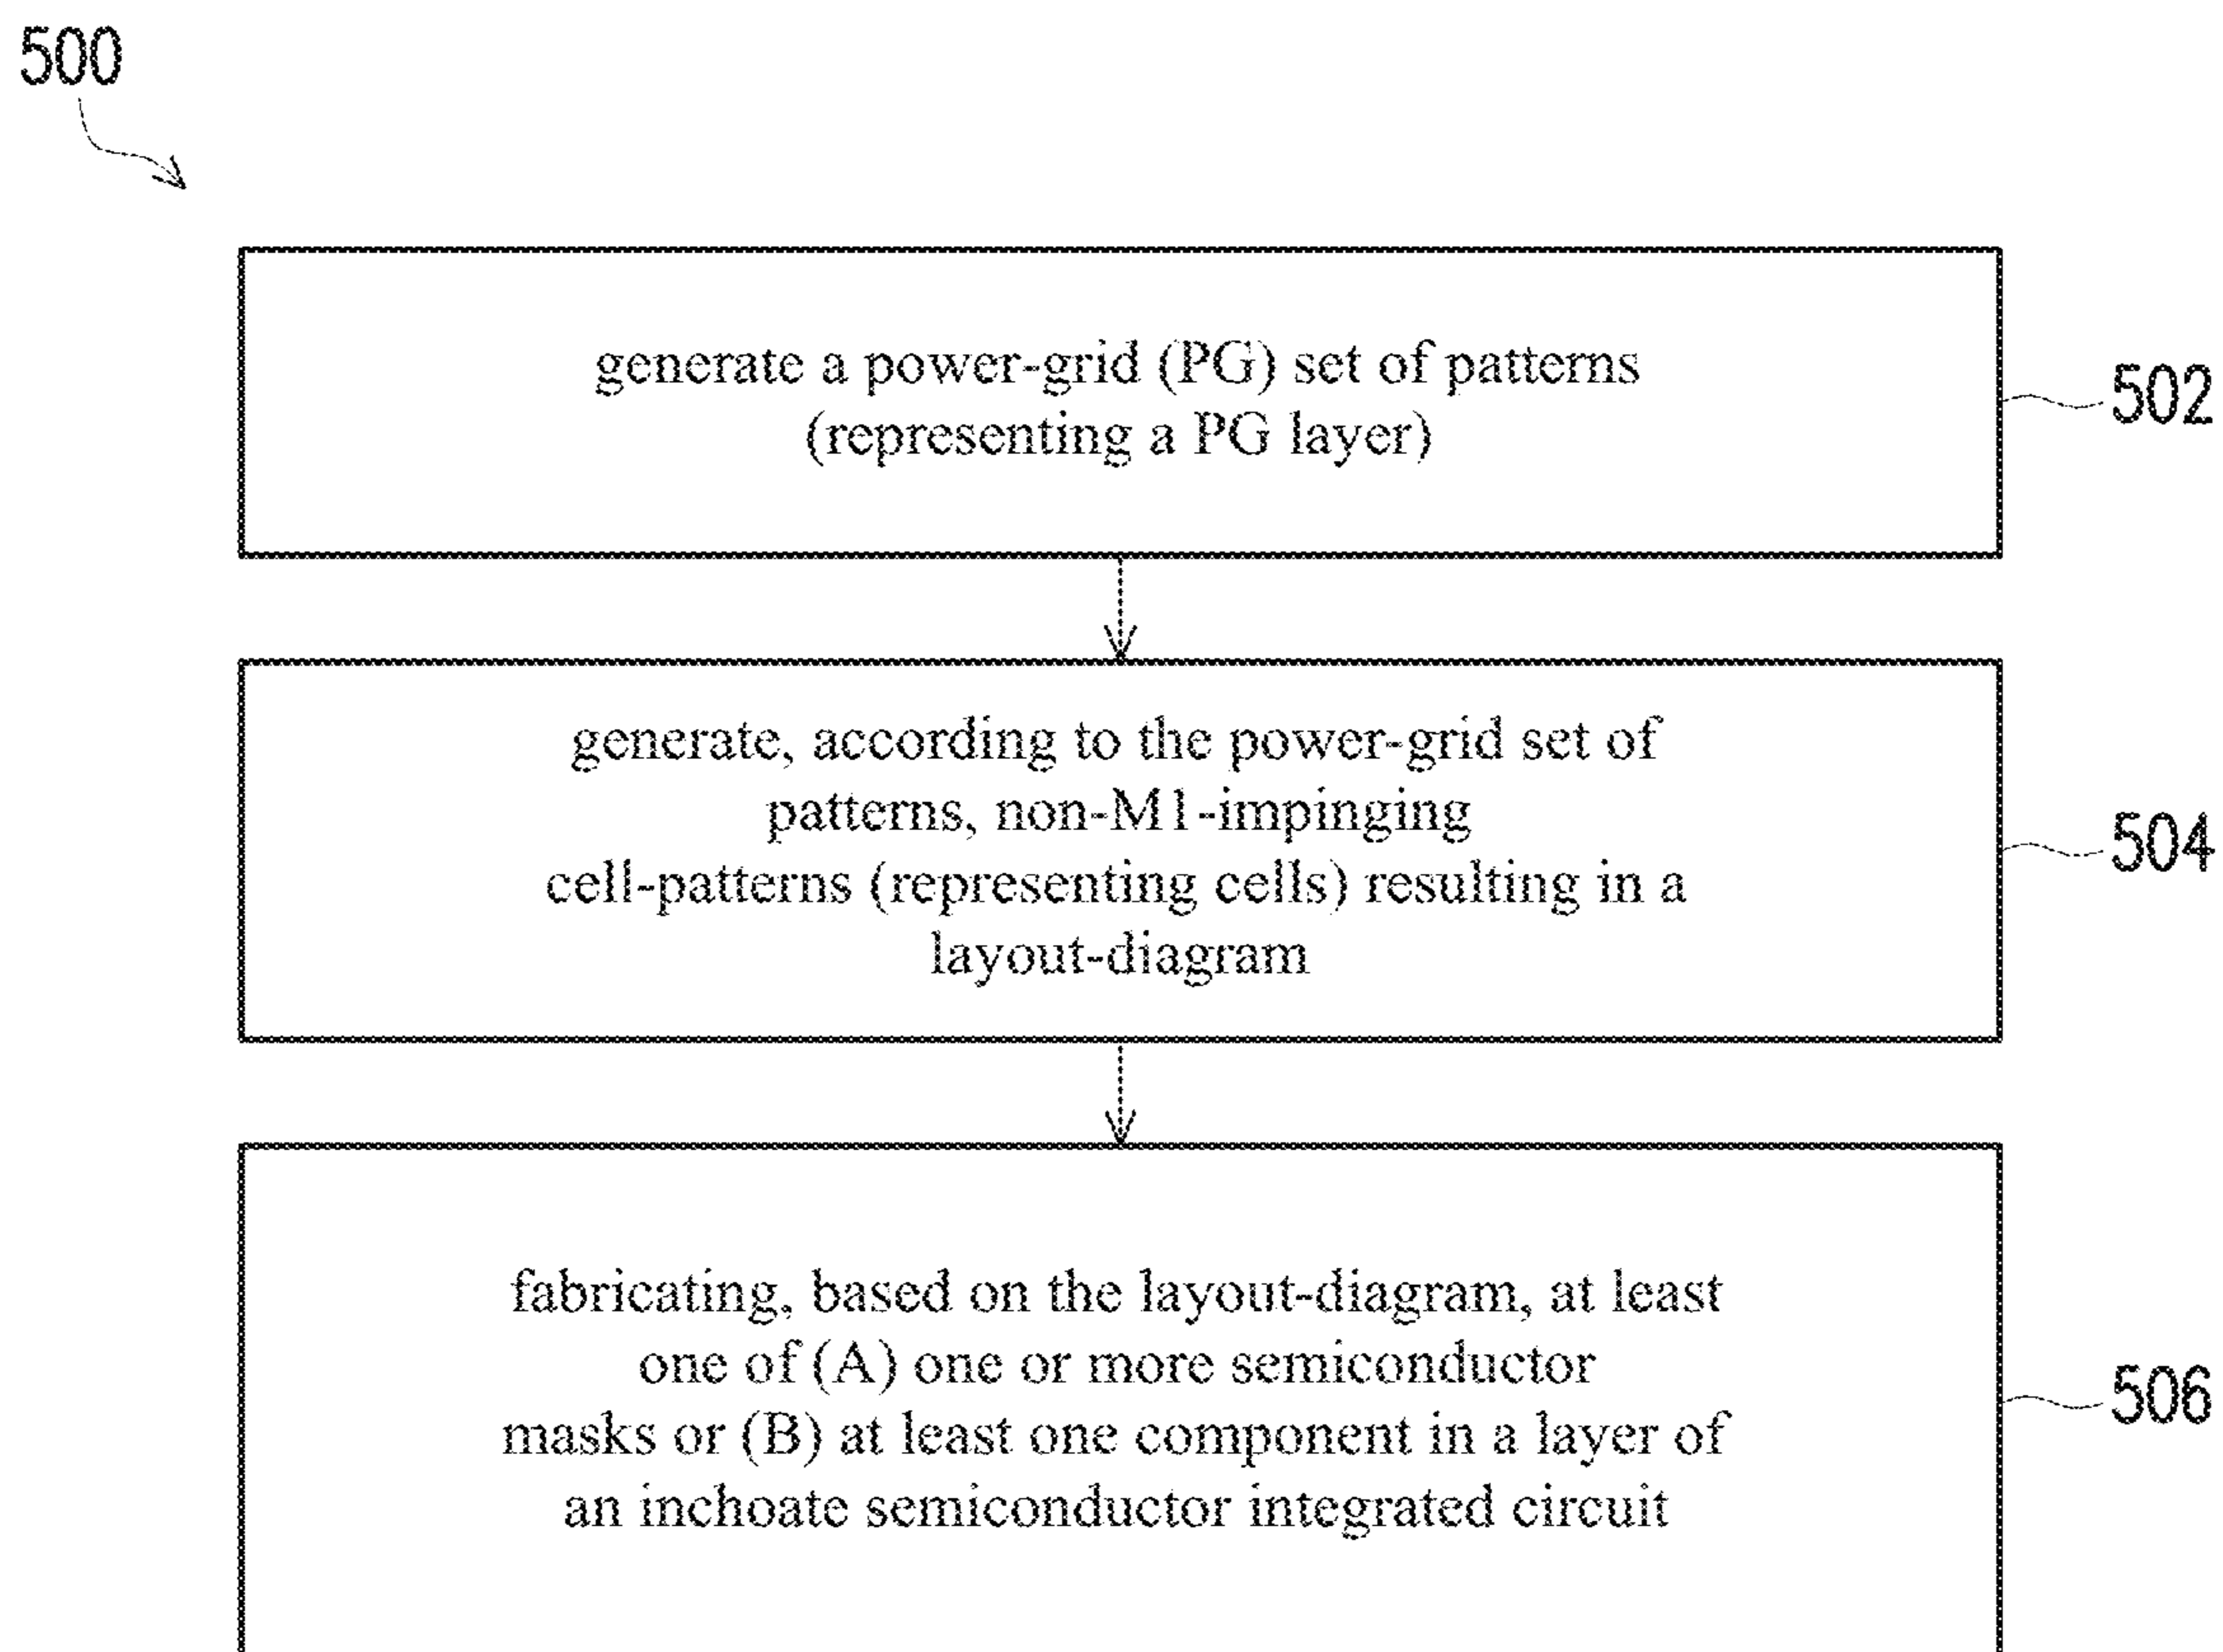 500
generate a power-grid (PG) set of patterns
(representing a PG layer)
502
generate, according to the power-grid set of
patterns, non-M1-impinging
cell-patterns (representing cells) resulting in a
layout-diagram
504
fabricating, based on the layout-diagram, at least
one of (A) one or more semiconductor
masks or (B) at least one component in a layer of
an inchoate semiconductor integrated circuit
506